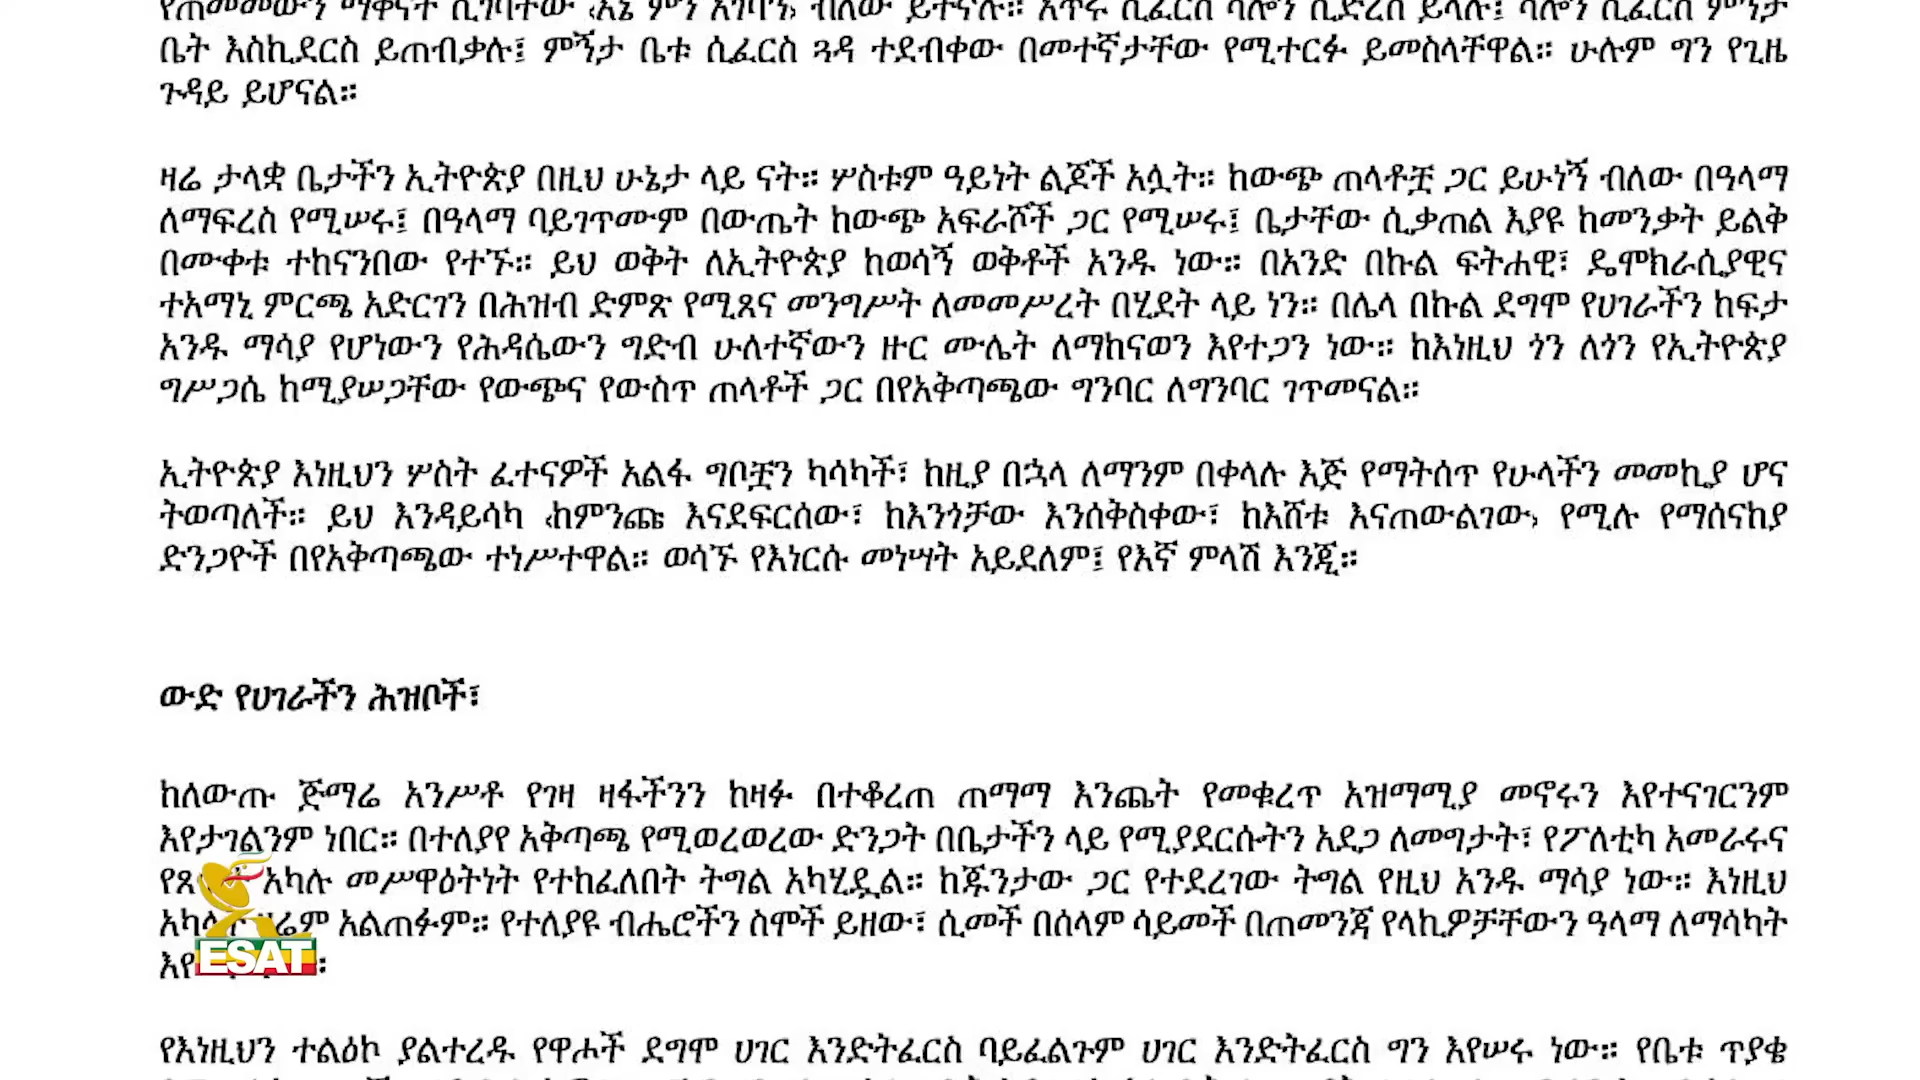 ቤት እስኪደርስ ይጠብቃሉ፤ ምኝታ ቤቱ ሲፈርስ ጓዳ ተደብቀው በመተኛታቸው የሚተርፉ ይመስላቸዋል። ሁሉም ግን የጊዜ
ጉዳይ ይሆናል።
ዛሬ ታላቋ ቤታችን ኢትዮጵያ በዚህ ሁኔታ ላይ ናት። ሦስቱም ዓይነት ልጆች አሏት። ከውጭ ጠላቶቿ ጋር ይሁነኝ ብለው በዓላማ
ለማፍረስ የሚሠሩ፤ በዓላማ ባይገጥሙም በውጤት ከውጭ አፍራሾች ጋር የሚሠሩ፤ ቤታቸው ሲቃጠል እያዩ ከመንቃት ይልቅ
በሙቀቱ ተከናንበው የተኙ። ይህ ወቅት ለኢትዮጵያ ከወሳኝ ወቅቶች አንዱ ነው። በአንድ በኩል ፍትሐዊ፣ ዴሞክራሲያዊና
ተአማኒ ምርጫ አድርገን በሕዝብ ድምጽ የሚጸና መንግሥት ለመመሥረት በሂደት ላይ ነን። በሌላ በኩል ደግሞ የሀገራችን ከፍታ
አንዱ ማሳያ የሆነውን የሕዳሴውን ግድብ ሁለተኛውን ዙር ሙሌት ለማከናወን እየተጋን ነው። ከእነዚህ ጎን ለጎን የኢትዮጵያ
ግሥጋሴ ከሚያሠጋቸው የውጭና የውስጥ ጠላቶች ጋር በየአቅጣጫው ግንባር ለግንባር ገጥመናል።
ኢትዮጵያ እነዚህን ሦስት ፈተናዎች አልፋ ግቦቿን ካሳካች፣ ከዚያ በኋላ ለማንም በቀላሉ እጅ የማትሰጥ የሁላችን መመኪያ ሆና
ትወጣለች። ይህ እንዳይሳካ ‹ከምንጩ እናደፍርሰው፣ ከእንጎቻው እንሰቅስቀው፣ ከእሸቱ እናጠውልገው› የሚሉ የማሰናከያ
ድንጋዮች በየአቅጣጫው ተነሥተዋል። ወሳኙ የእነርሱ መነሣት አይደለም፤ የእኛ ምላሽ እንጂ።
ውድ የሀገራችን ሕዝቦች፣
ከለውጡ ጅማሬ አንሥቶ የገዛ ዛፋችንን ከዛፉ በተቆረጠ ጠማማ እንጨት የመቁረጥ አዝማሚያ መኖሩን እየተናገርንም
እየታገልንም ነበር። በተለያየ አቅጣጫ የሚወረወረው ድንጋት በቤታችን ላይ የሚያደርሱትን አደጋ ለመግታት፣ የፖለቲካ አመራሩና
አካሉ መሥዋዕትነት የተከፈለበት ትግል አካሂዷል። ከጁንታው ጋር የተደረገው ትግል የዚህ አንዱ ማሳያ ነው። እነዚህ
አልጠፉም። የተለያዩ ብሔሮችን ስሞች ይዘው፣ ሲመች በሰላም ሳይመች በጠመንጃ የላኪዎቻቸውን ዓላማ ለማሳካት
ESAT
የእነዚህን ተልዕኮ ያልተረዱ የዋሖች ደግሞ ሀገር እንድትፈርስ ባይፈልጉም ሀገር እንድትፈርስ ግን እየሠሩ ነው። የቤቱ ጥያቄ